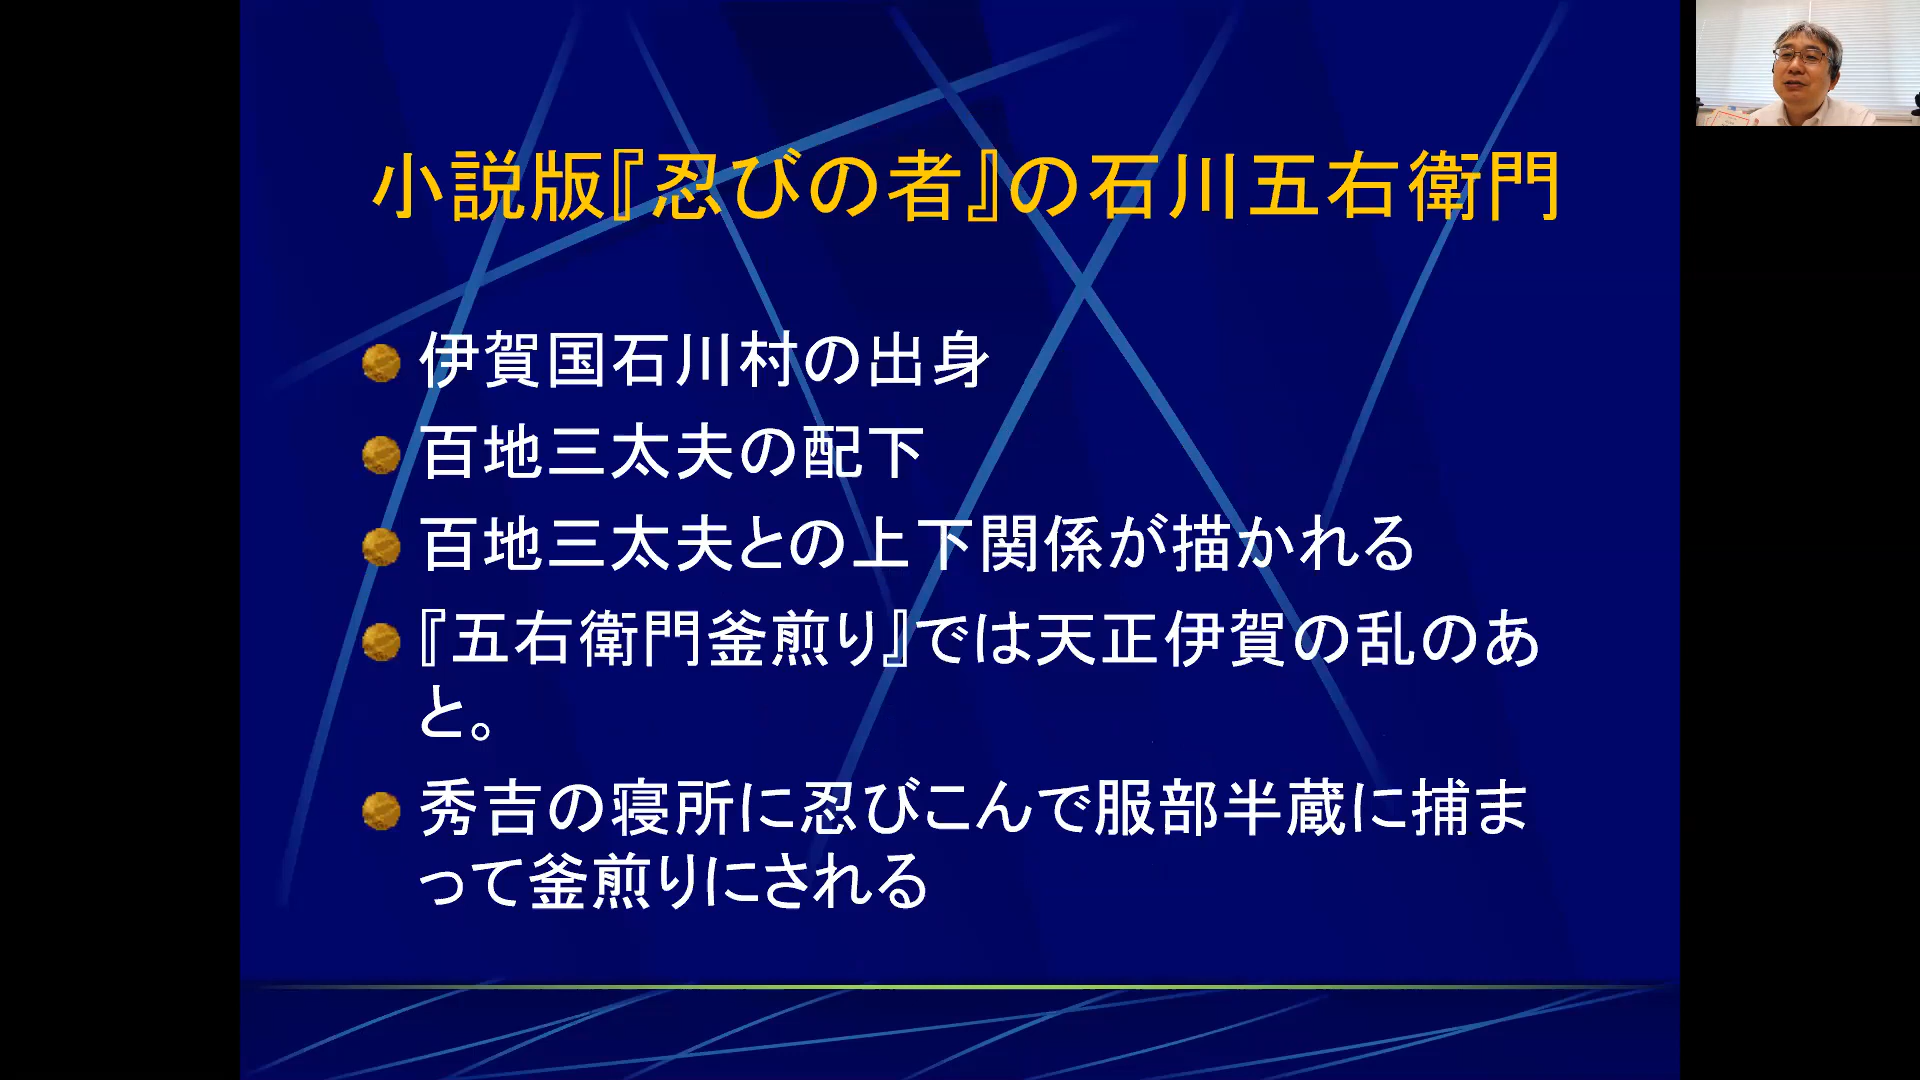 小説版『忍びの者』の石川五右衛門
伊賀国石川村の出身
百地三太夫の配下
百地三太夫との上下関係が描かれる
『五右衛門釜煎り』では天正伊賀の乱のあ
と。
秀吉の寝所に忍びこんで服部半蔵に捕ま
って釜煎りにされる